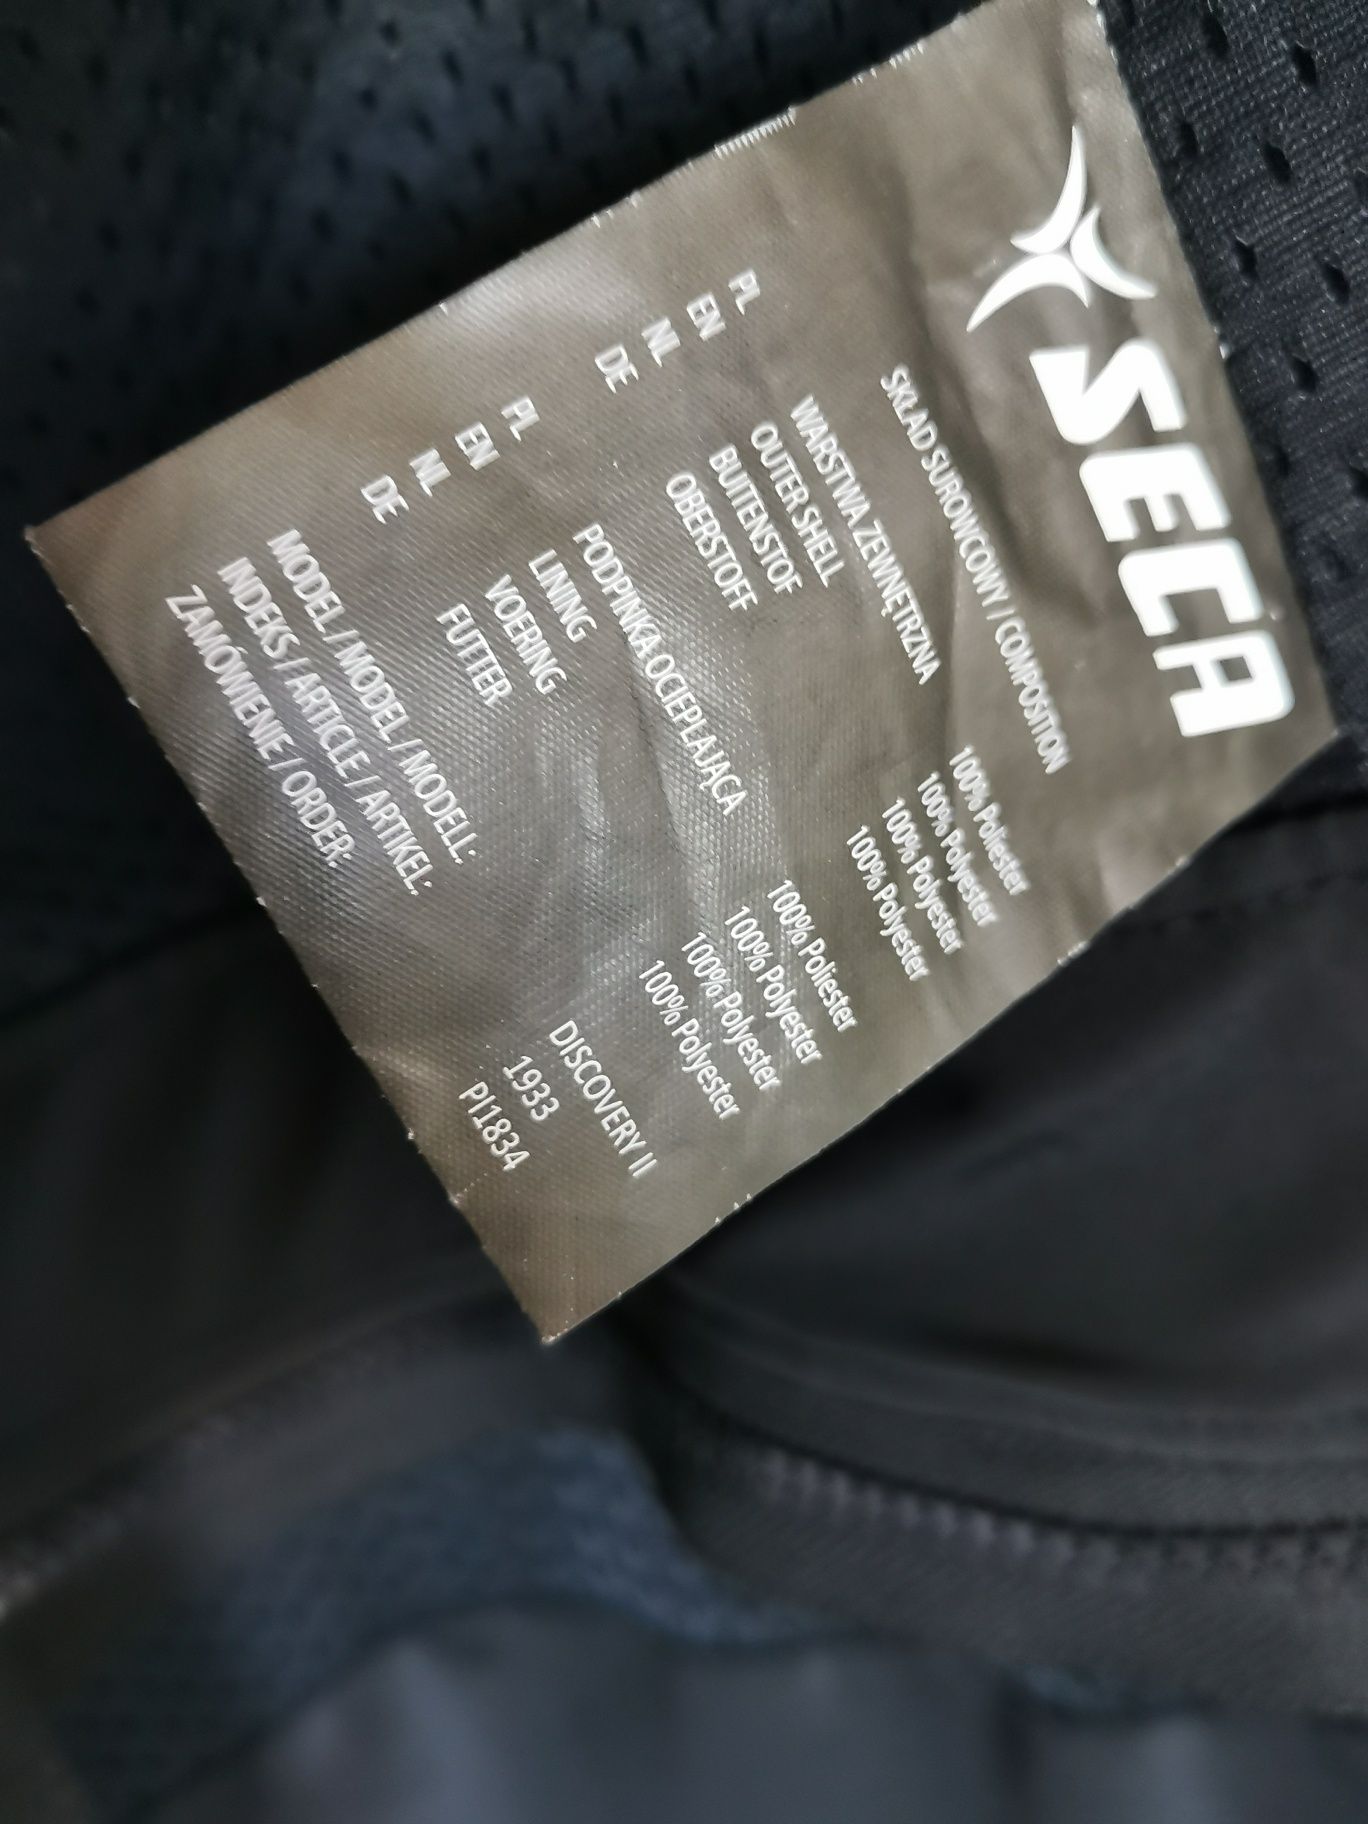 SECA
SKŁAD SUROWCOWY / COMPOSITION
PL WARSTWA ZEWNĘTRZNA 100% Poliester
EN OUTER SHELL 100% Polyester
NL BUITENSTOF 100% Polyester
DE OBERSTOFF 100% Polyester
PL PODPINKA OCIEPLAJĄCA 100% Poliester
EN LINING 100% Polyester
NL VOERING 100% Polyester
DE FUTTER 100% Polyester
MODEL / MODEL / MODELL: DISCOVERY II
INDEKS / ARTICLE / ARTIKEL: 1933
ZAMÓWIENIE / ORDER: PI1834